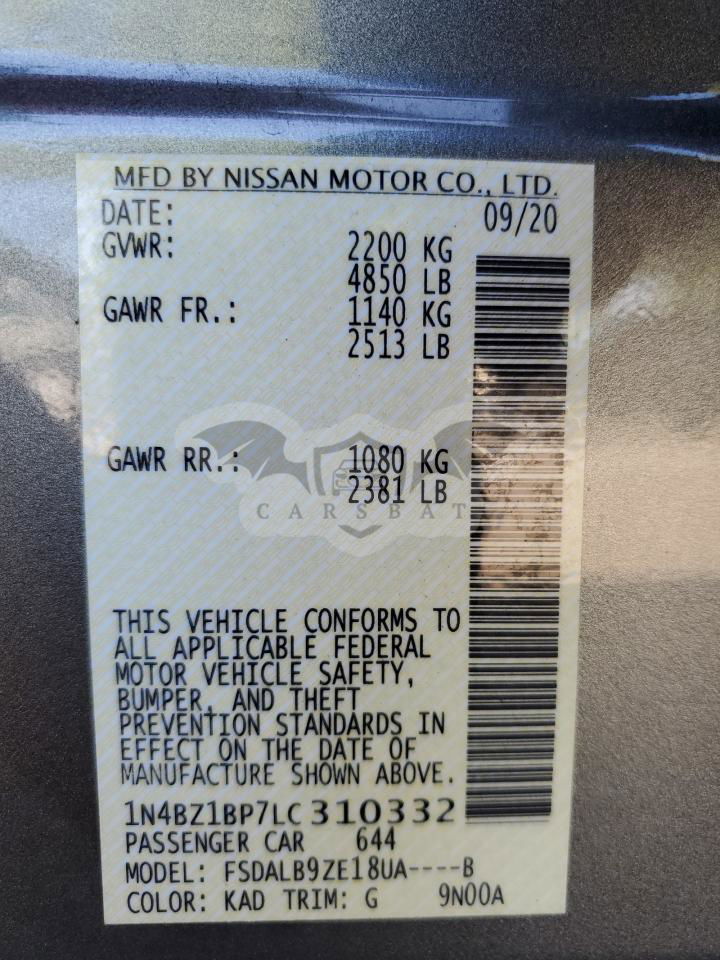 MFD BY NISSAN MOTOR CO., LTD.
DATE: 09/20
GVWR: 2200 KG
4850 LB
GAWR FR.: 1140 KG
2513 LB
GAWR RR.: 1080 KG
2381 LB
CARSBAT
THIS VEHICLE CONFORMS TO
ALL APPLICABLE FEDERAL
MOTOR VEHICLE SAFETY,
BUMPER, AND THEFT
PREVENTION STANDARDS IN
EFFECT ON THE DATE OF
MANUFACTURE SHOWN ABOVE.
1N4BZ1BP7LC310332
PASSENGER CAR 644
MODEL: FSDALB9ZE18UA----B
COLOR: KAD TRIM: G 9N00A